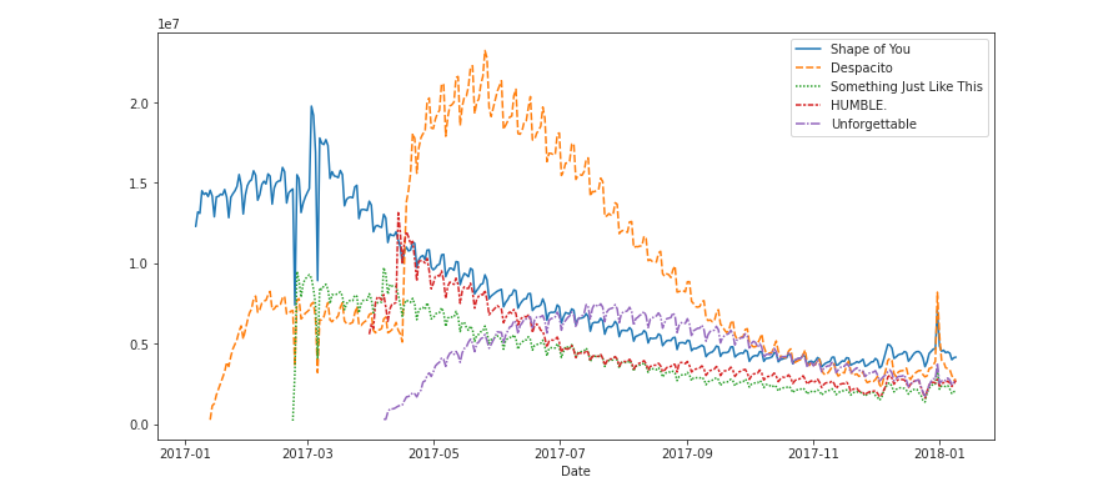 1e7
Shape of You
Despacito
Something Just Like This
HUMBLE.
Unforgettable
2.0
1.5
1.0
0.5
0.0
2017-01 2017-03 2017-05 2017-07 2017-09 2017-11 2018-01
Date